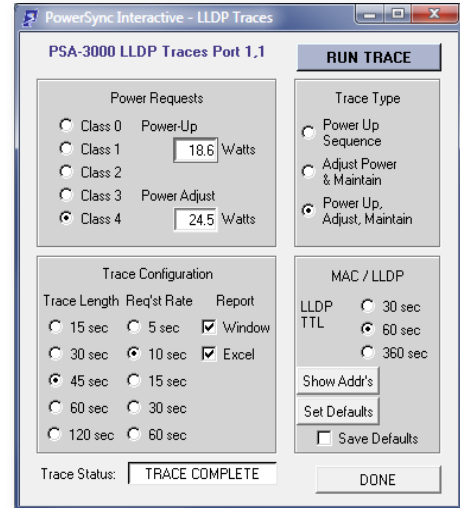 PowerSync Interactive - LLDP Traces
PSA-3000 LLDP Traces Port 1,1
RUN TRACE
Power Requests
Class 0 Power-Up
Class 1 18.6 Watts
Class 2
Class 3 Power Adjust
Class 4 24.5 Watts
Trace Type
Power Up
Sequence
Adjust Power
& Maintain
Power Up,
Adjust, Maintain
Trace Configuration
Trace Length Req'st Rate Report
15 sec 5 sec Window
30 sec 10 sec Excel
45 sec 15 sec
60 sec 30 sec
120 sec 60 sec
MAC / LLDP
LLDP 30 sec
TTL 60 sec
360 sec
Show Addr's
Set Defaults
Save Defaults
Trace Status: TRACE COMPLETE
DONE